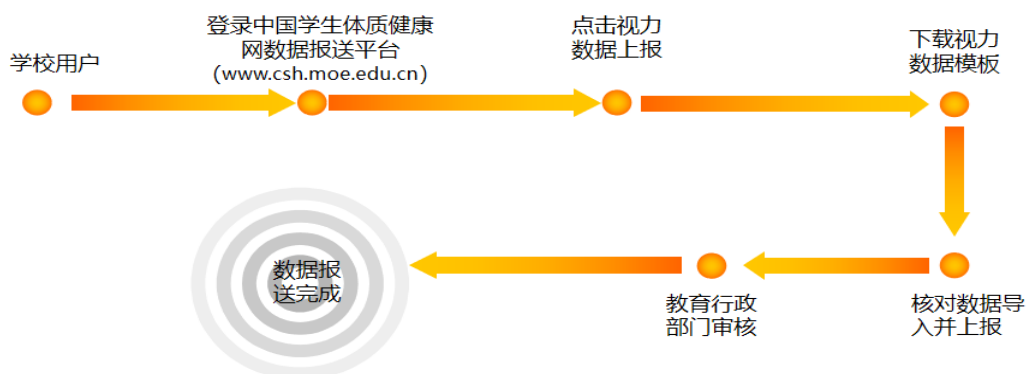 学校用户
登录中国学生体质健康
网数据报送平台
(www.csh.moe.edu.cn)
点击视力
数据上报
下载视力
数据模板
核对数据导
入并上报
教育行政
部门审核
数据报
送完成